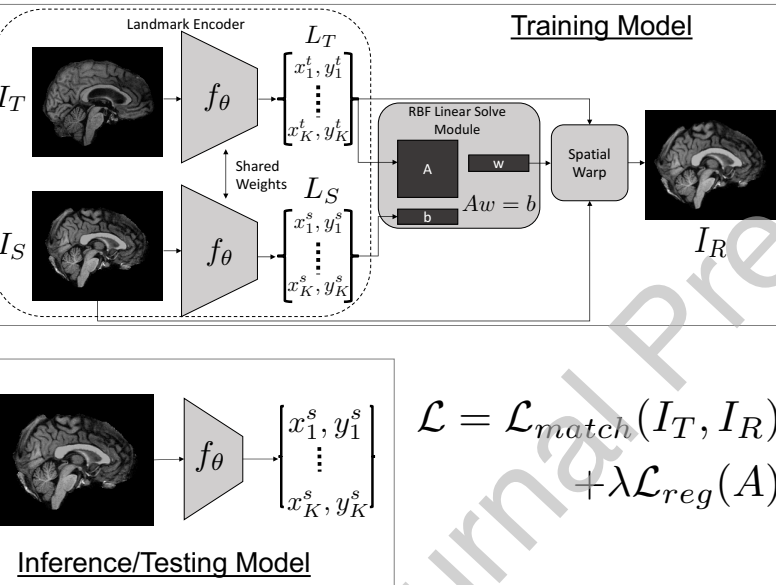 Training Model
Landmark Encoder
I_T
f_θ
L_T
x_1^t, y_1^t
x_K^t, y_K^t
Shared
Weights
I_S
f_θ
L_S
x_1^s, y_1^s
x_K^s, y_K^s
RBF Linear Solve
Module
A
w
b
Aw = b
Spatial
Warp
I_R
f_θ
x_1^s, y_1^s
x_K^s, y_K^s
Inference/Testing Model
ℒ = ℒ_match(I_T, I_R)
+λℒ_reg(A)
urnal Pre